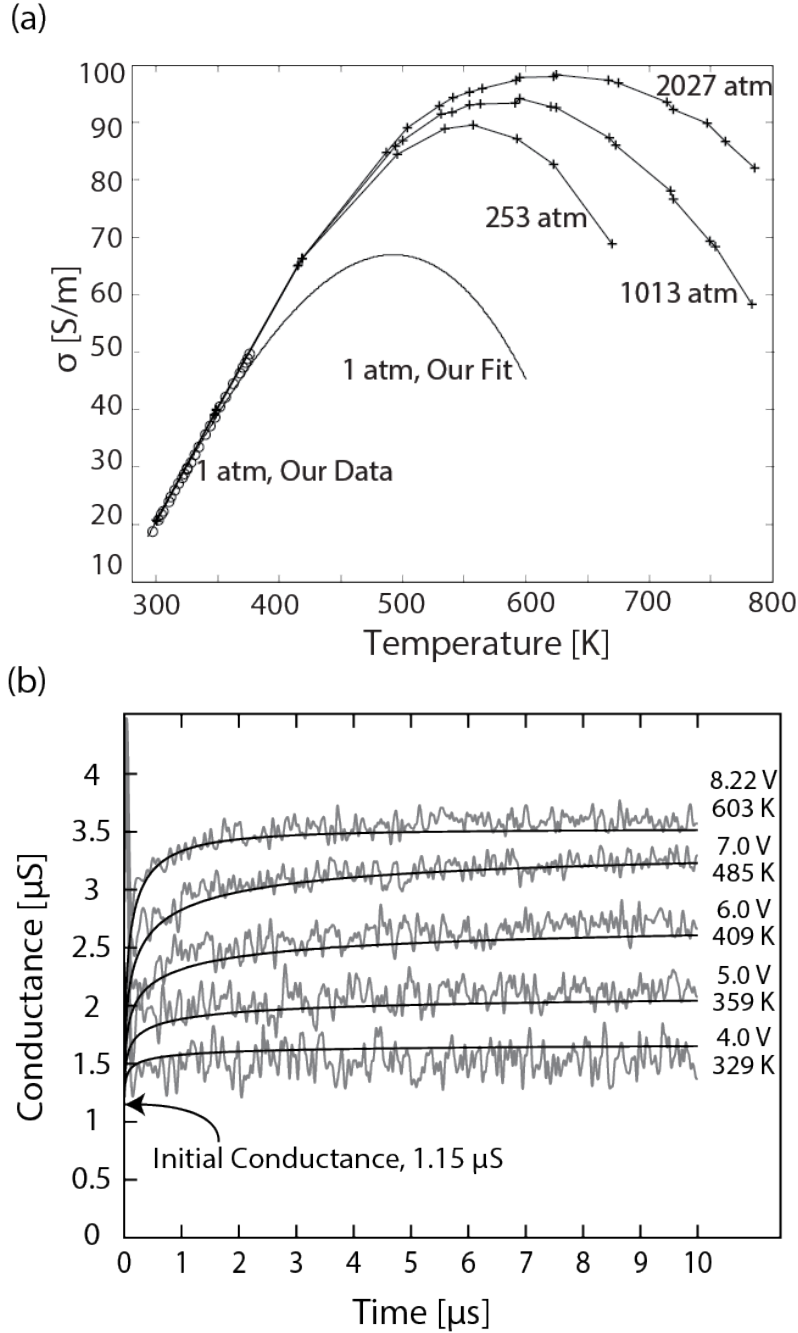 (a)
100
90
80
70
60
50
40
30
20
10
σ [S/m]
2027 atm
253 atm
1013 atm
1 atm, Our Fit
1 atm, Our Data
300 400 500 600 700 800
Temperature [K]
(b)
4
3.5
3
2.5
2
1.5
1
0.5
0
Conductance [µS]
8.22 V
603 K
7.0 V
485 K
6.0 V
409 K
5.0 V
359 K
4.0 V
329 K
Initial Conductance, 1.15 µS
0 1 2 3 4 5 6 7 8 9 10
Time [µs]